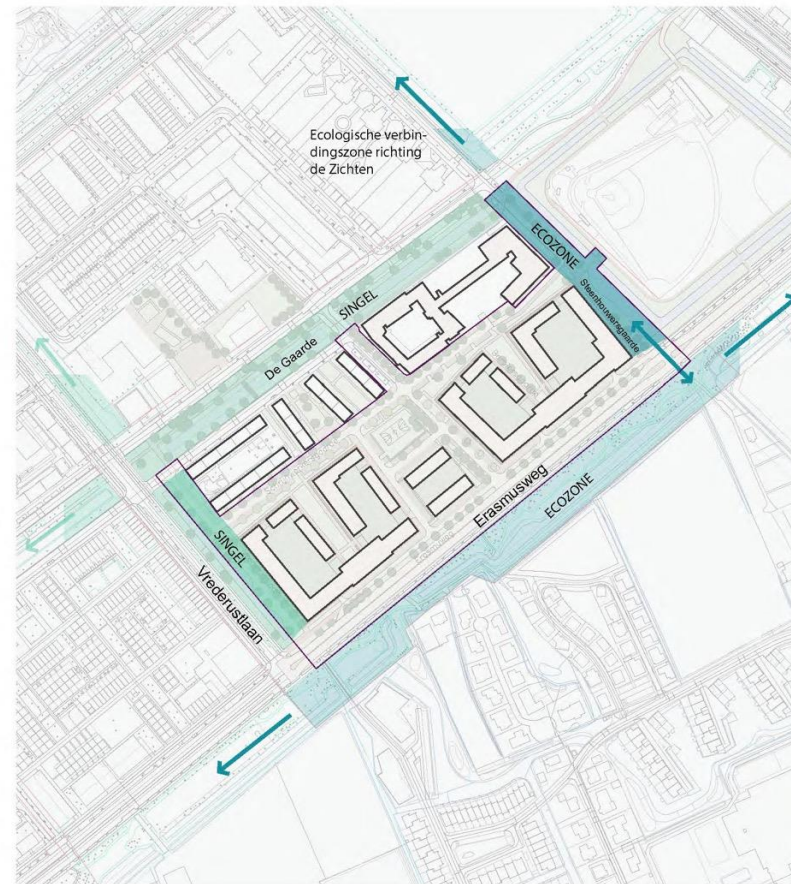 Ecologische verbin-
dingszone richting
de Zichten
ECOZONE
Steenhouwersgaarde
SINGEL
De Gaarde
Erasmusweg
ECOZONE
SINGEL
Vrederustlaan